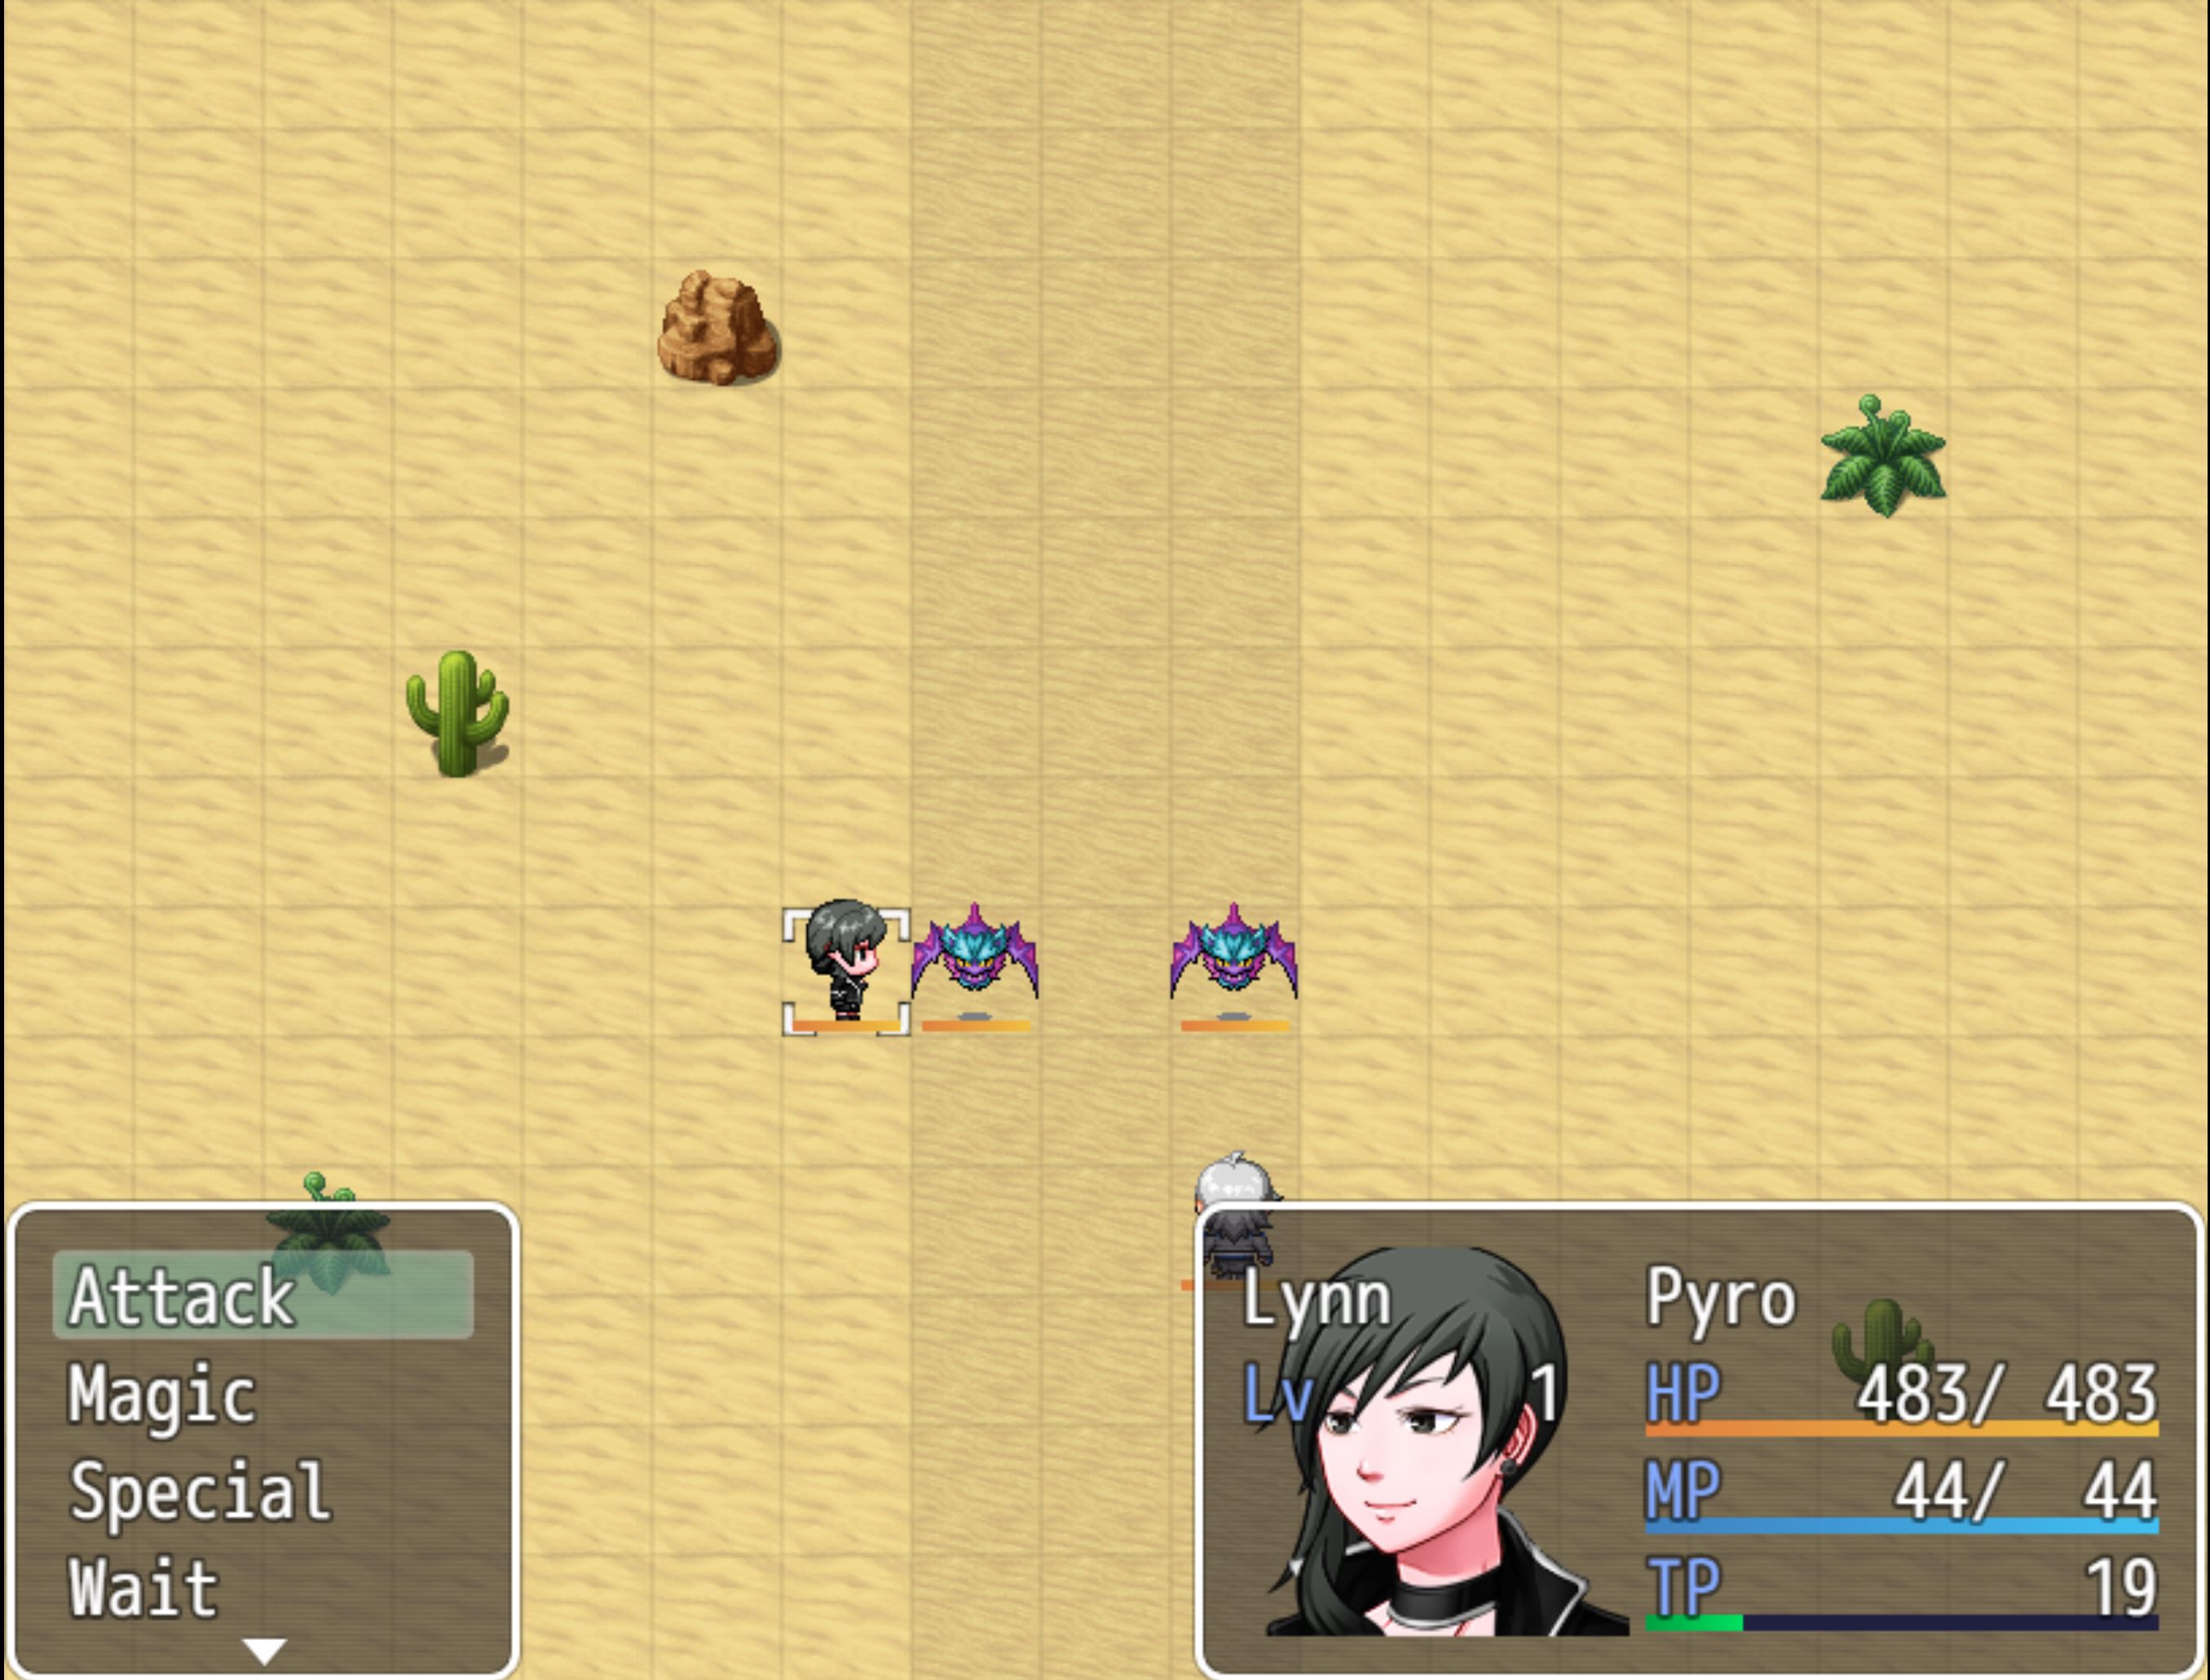 Attack
Magic
Special
Wait
Lynn Pyro
Lv 1 HP 483/ 483
MP 44/ 44
TP 19